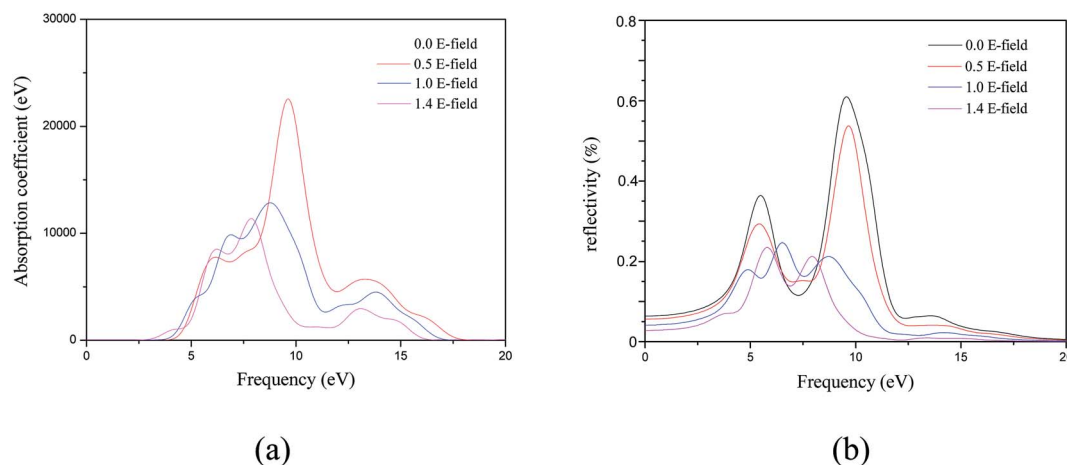 30000
20000
10000
0
0
5
10
15
20
Absorption coefficient (eV)
Frequency (eV)
0.0 E-field
0.5 E-field
1.0 E-field
1.4 E-field
(a)
0.8
0.6
0.4
0.2
0.0
0
5
10
15
20
reflectivity (%)
Frequency (eV)
0.0 E-field
0.5 E-field
1.0 E-field
1.4 E-field
(b)